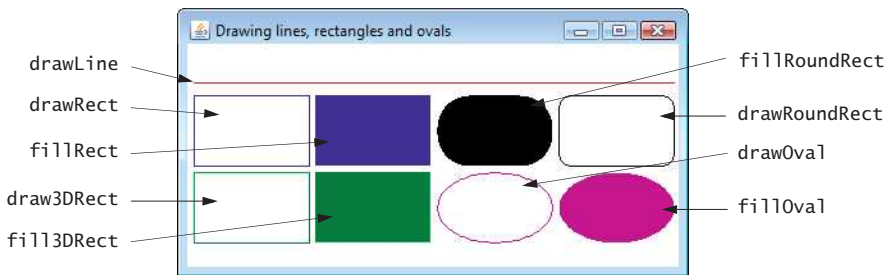 Drawing lines, rectangles and ovals
drawLine
drawRect
fillRect
draw3DRect
fill3DRect
fillRoundRect
drawRoundRect
drawOval
fillOval